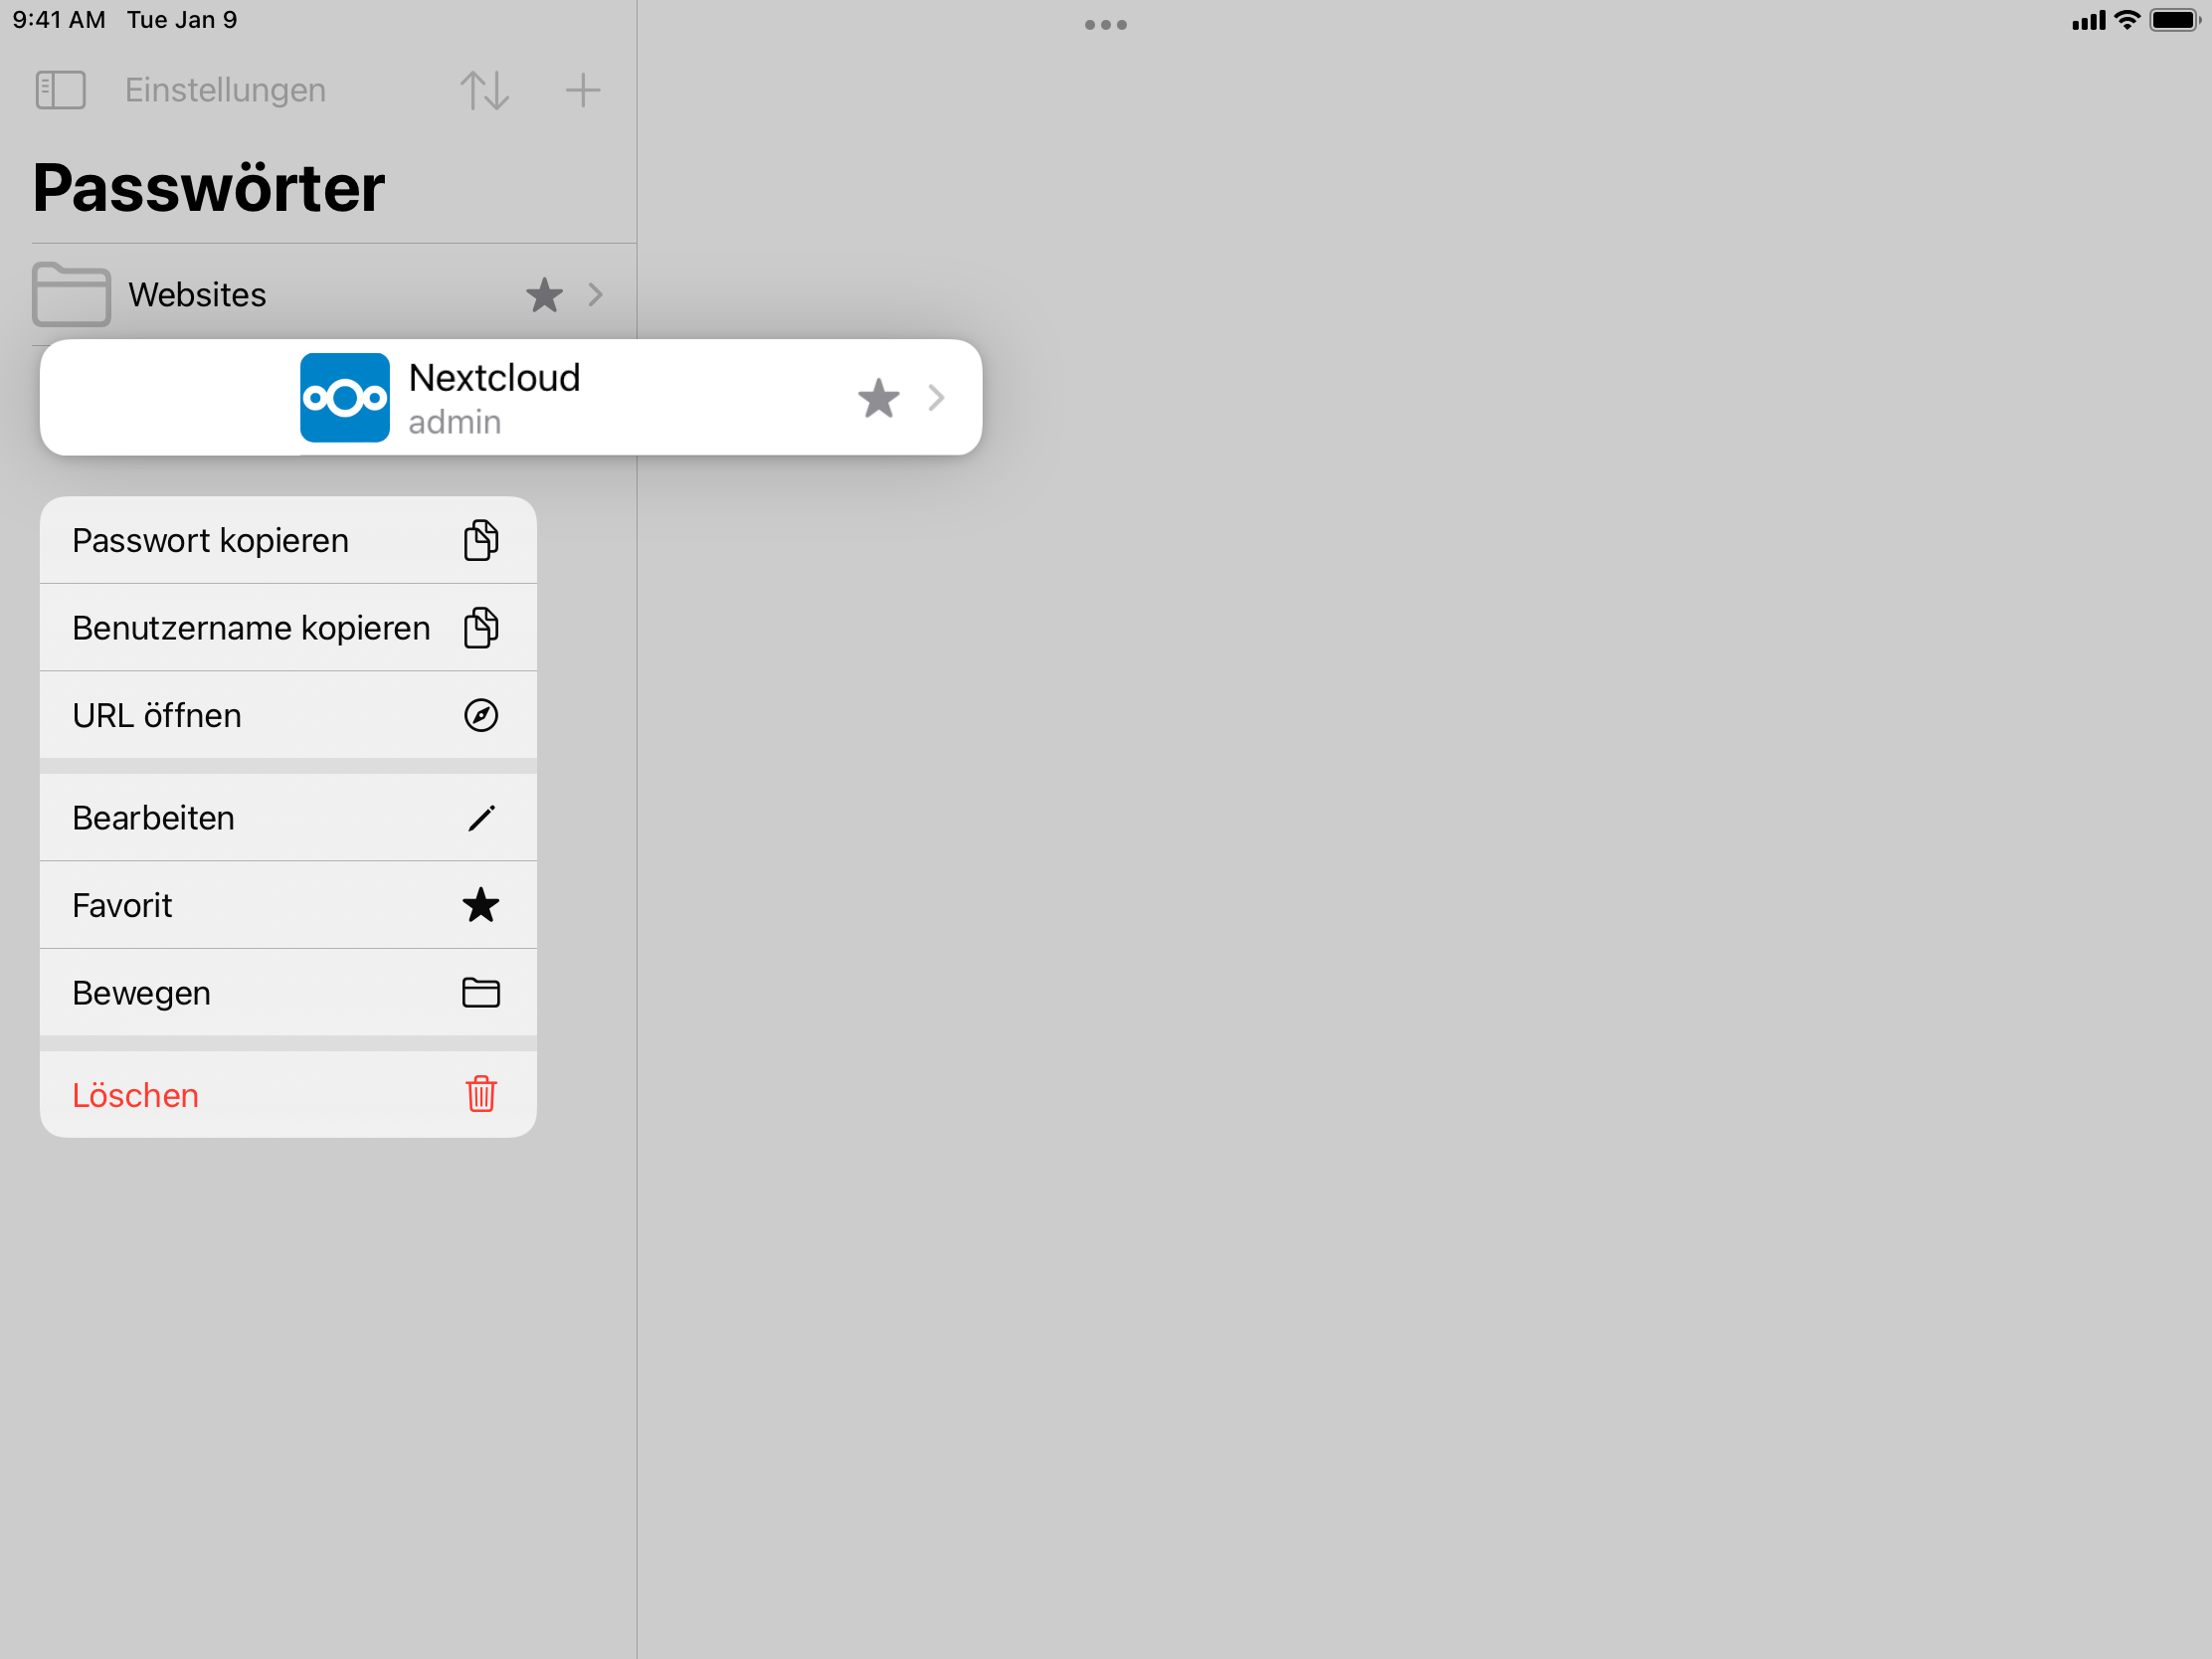 9:41 AM Tue Jan 9
Einstellungen
Passwörter
Websites
Nextcloud
admin
Passwort kopieren
Benutzername kopieren
URL öffnen
Bearbeiten
Favorit
Bewegen
Löschen